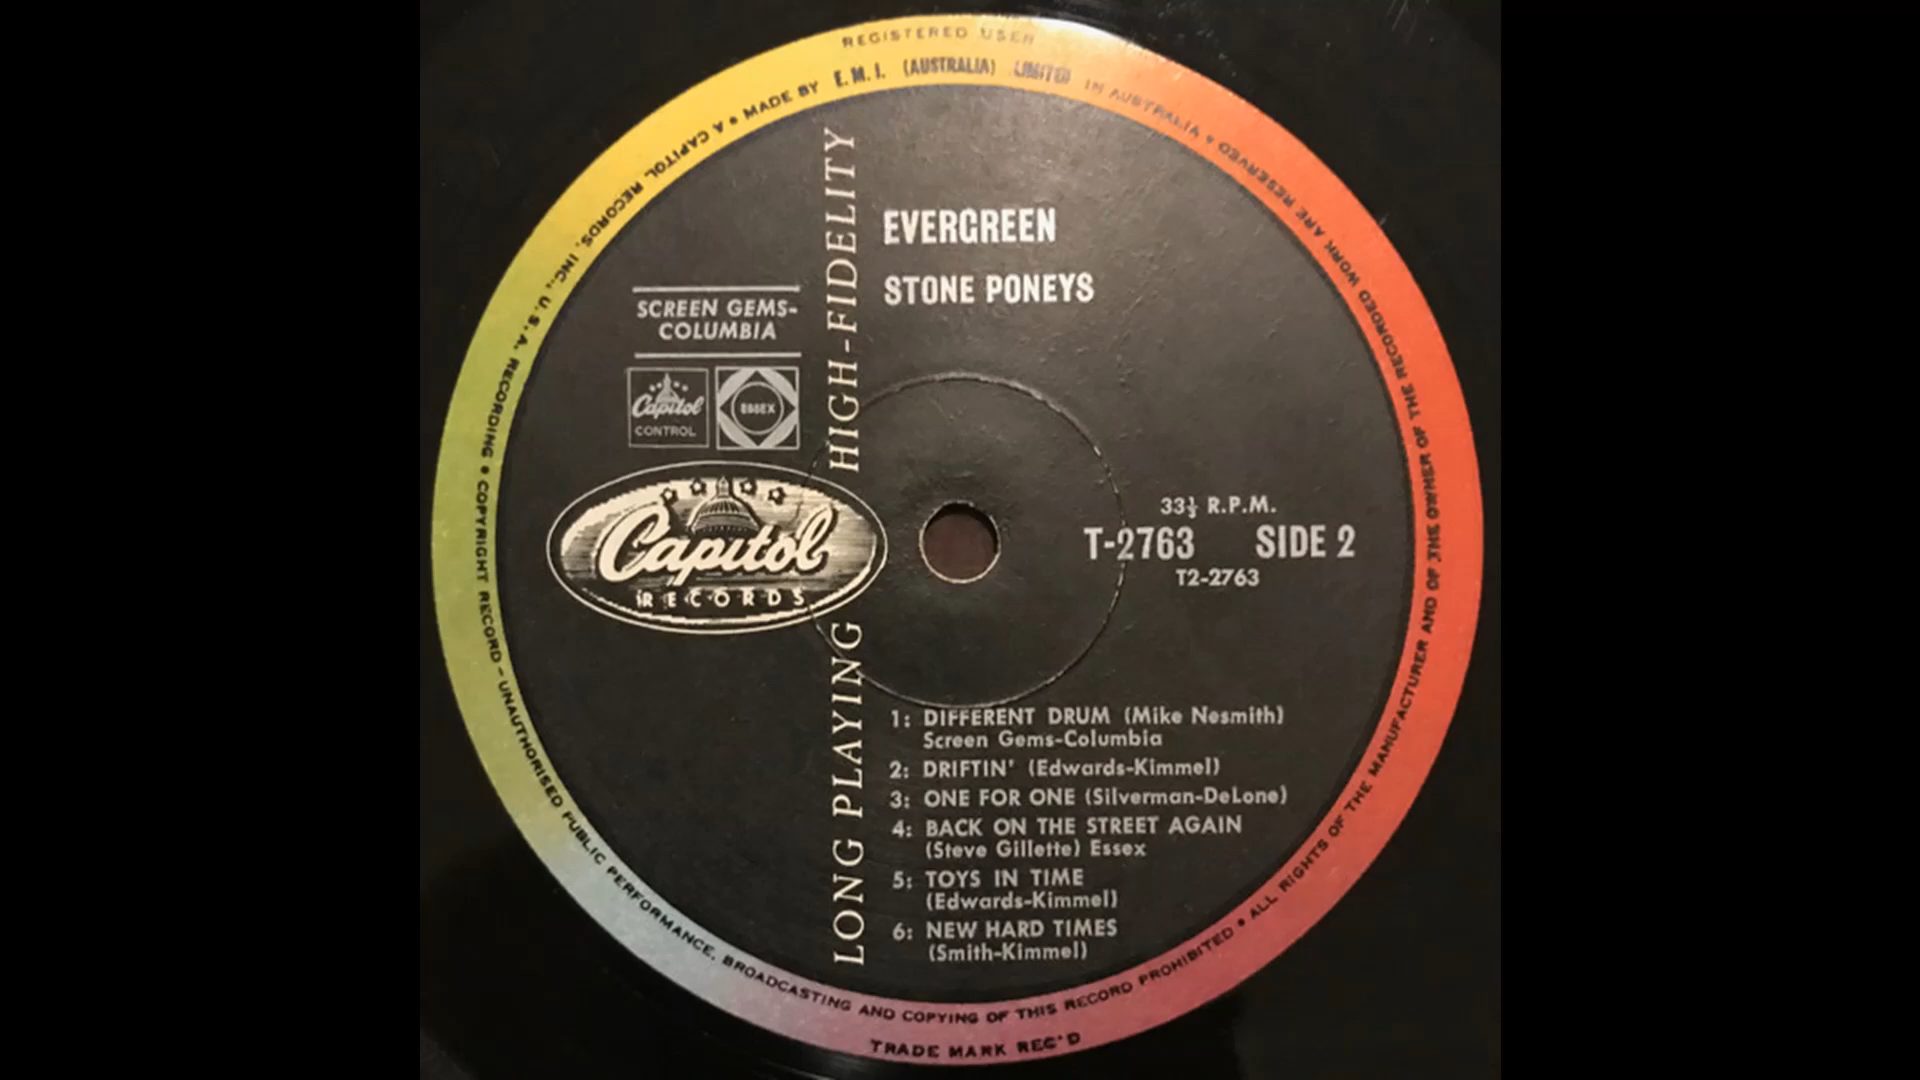 REGISTERED USER
MADE BY E.M.I. (AUSTRALIA) LIMITED IN AUSTRALIA • ALL RIGHTS OF THE MANUFACTURER AND OF THE OWNER OF THE RECORDED WORK ARE RESERVED •
A CAPITOL RECORDS, INC., U.S.A. RECORDING • COPYRIGHT RECORD - UNAUTHORISED PUBLIC PERFORMANCE, BROADCASTING AND COPYING OF THIS RECORD PROHIBITED •
TRADE MARK REG'D
LONG PLAYING HIGH-FIDELITY
EVERGREEN
STONE PONEYS
SCREEN GEMS-
COLUMBIA
Capitol
CONTROL
ESSEX
Capitol
RECORDS
33⅓ R.P.M.
T-2763 SIDE 2
T2-2763
1: DIFFERENT DRUM (Mike Nesmith)
Screen Gems-Columbia
2: DRIFTIN' (Edwards-Kimmel)
3: ONE FOR ONE (Silverman-DeLone)
4: BACK ON THE STREET AGAIN
(Steve Gillette) Essex
5: TOYS IN TIME
(Edwards-Kimmel)
6: NEW HARD TIMES
(Smith-Kimmel)